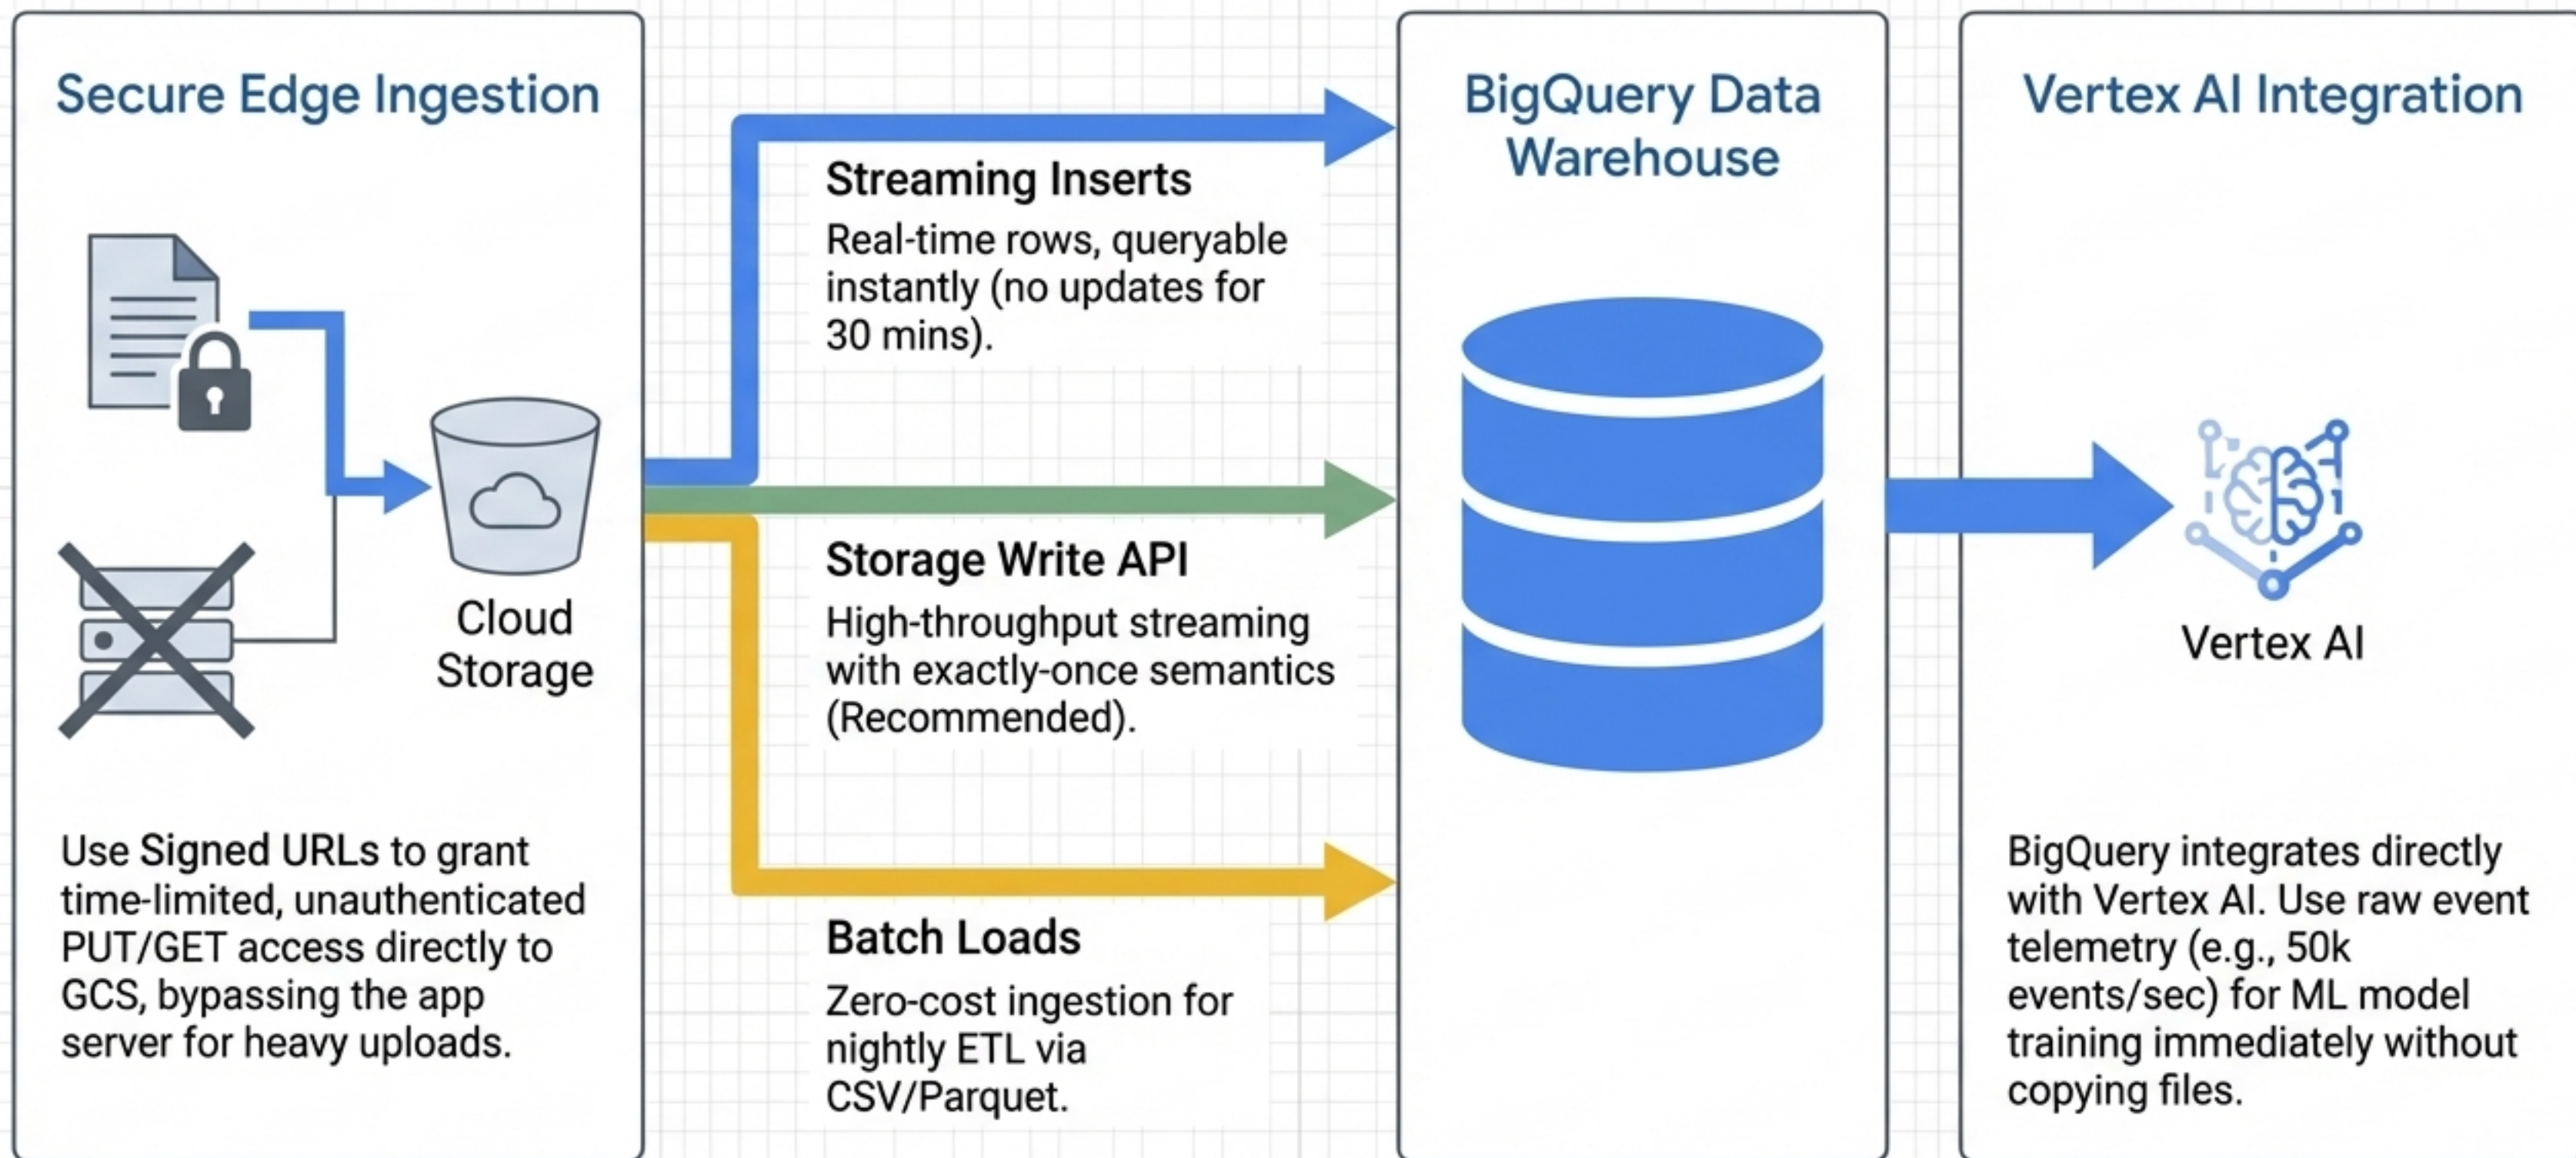 Secure Edge Ingestion
Cloud
Storage
Use Signed URLs to grant
time-limited, unauthenticated
PUT/GET access directly to
GCS, bypassing the app
server for heavy uploads.
Streaming Inserts
Real-time rows, queryable
instantly (no updates for
30 mins).
Storage Write API
High-throughput streaming
with exactly-once semantics
(Recommended).
Batch Loads
Zero-cost ingestion for
nightly ETL via
CSV/Parquet.
BigQuery Data
Warehouse
Vertex AI Integration
Vertex AI
BigQuery integrates directly
with Vertex AI. Use raw event
telemetry (e.g., 50k
events/sec) for ML model
training immediately without
copying files.